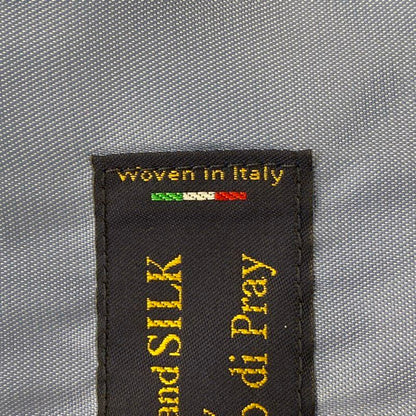 Woven in Italy
and SILK
di Pray